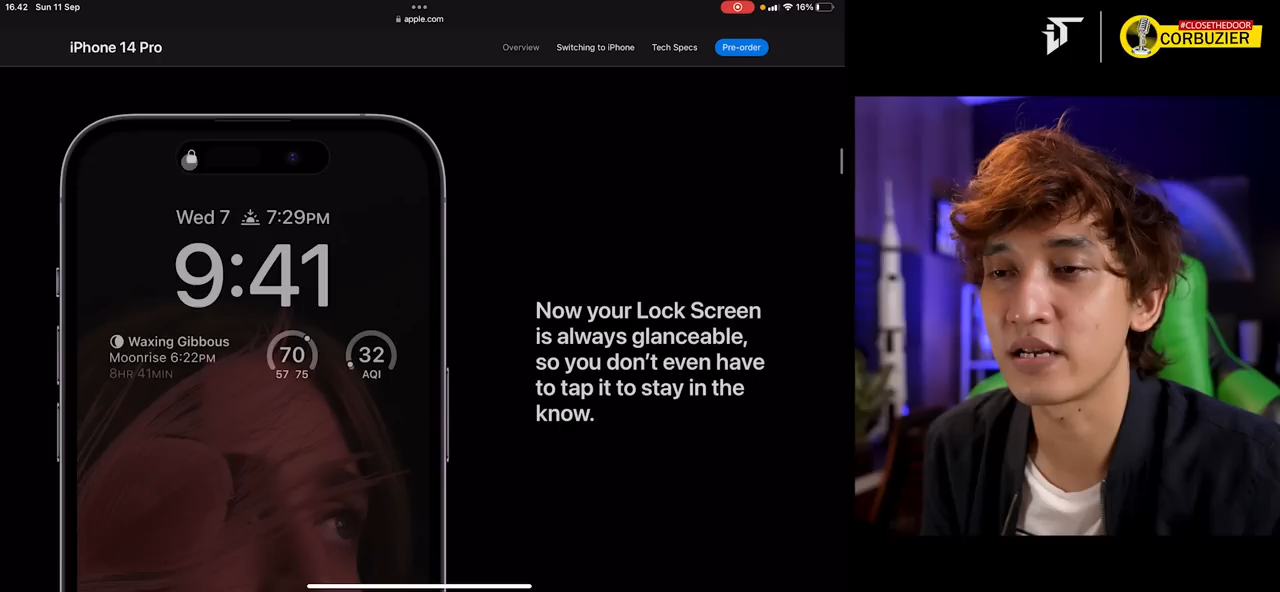 16.42 Sun 11 Sep
16%
apple.com
iPhone 14 Pro
Overview
Switching to iPhone
Tech Specs
Pre-order
#CLOSETHEDOOR
CORBUZIER
Wed 7 7:29PM
9:41
Waxing Gibbous
Moonrise 6:22PM
8HR 41MIN
70
57 75
32
AQI
Now your Lock Screen
is always glanceable,
so you don’t even have
to tap it to stay in the
know.